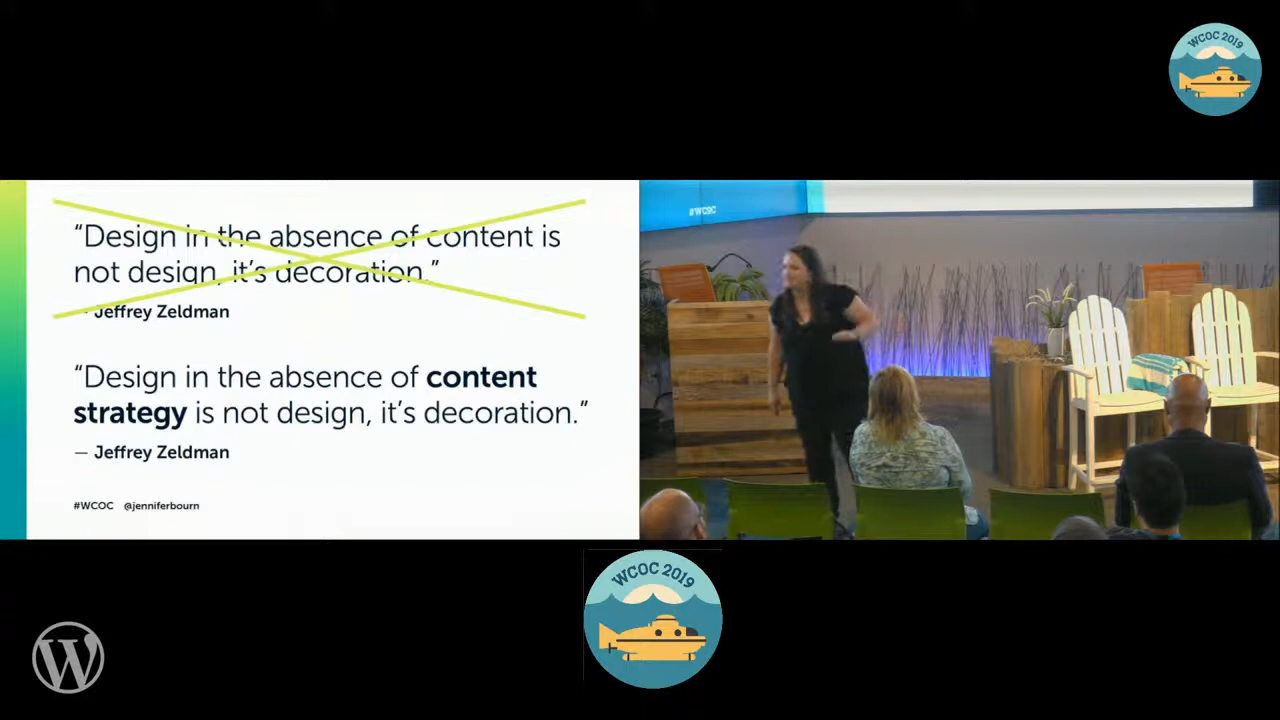 WCOC 2019
“Design in the absence of content is
not design, it’s decoration.”
— Jeffrey Zeldman
“Design in the absence of content
strategy is not design, it’s decoration.”
— Jeffrey Zeldman
#WCOC @jenniferbourn
#WCOC
WCOC 2019